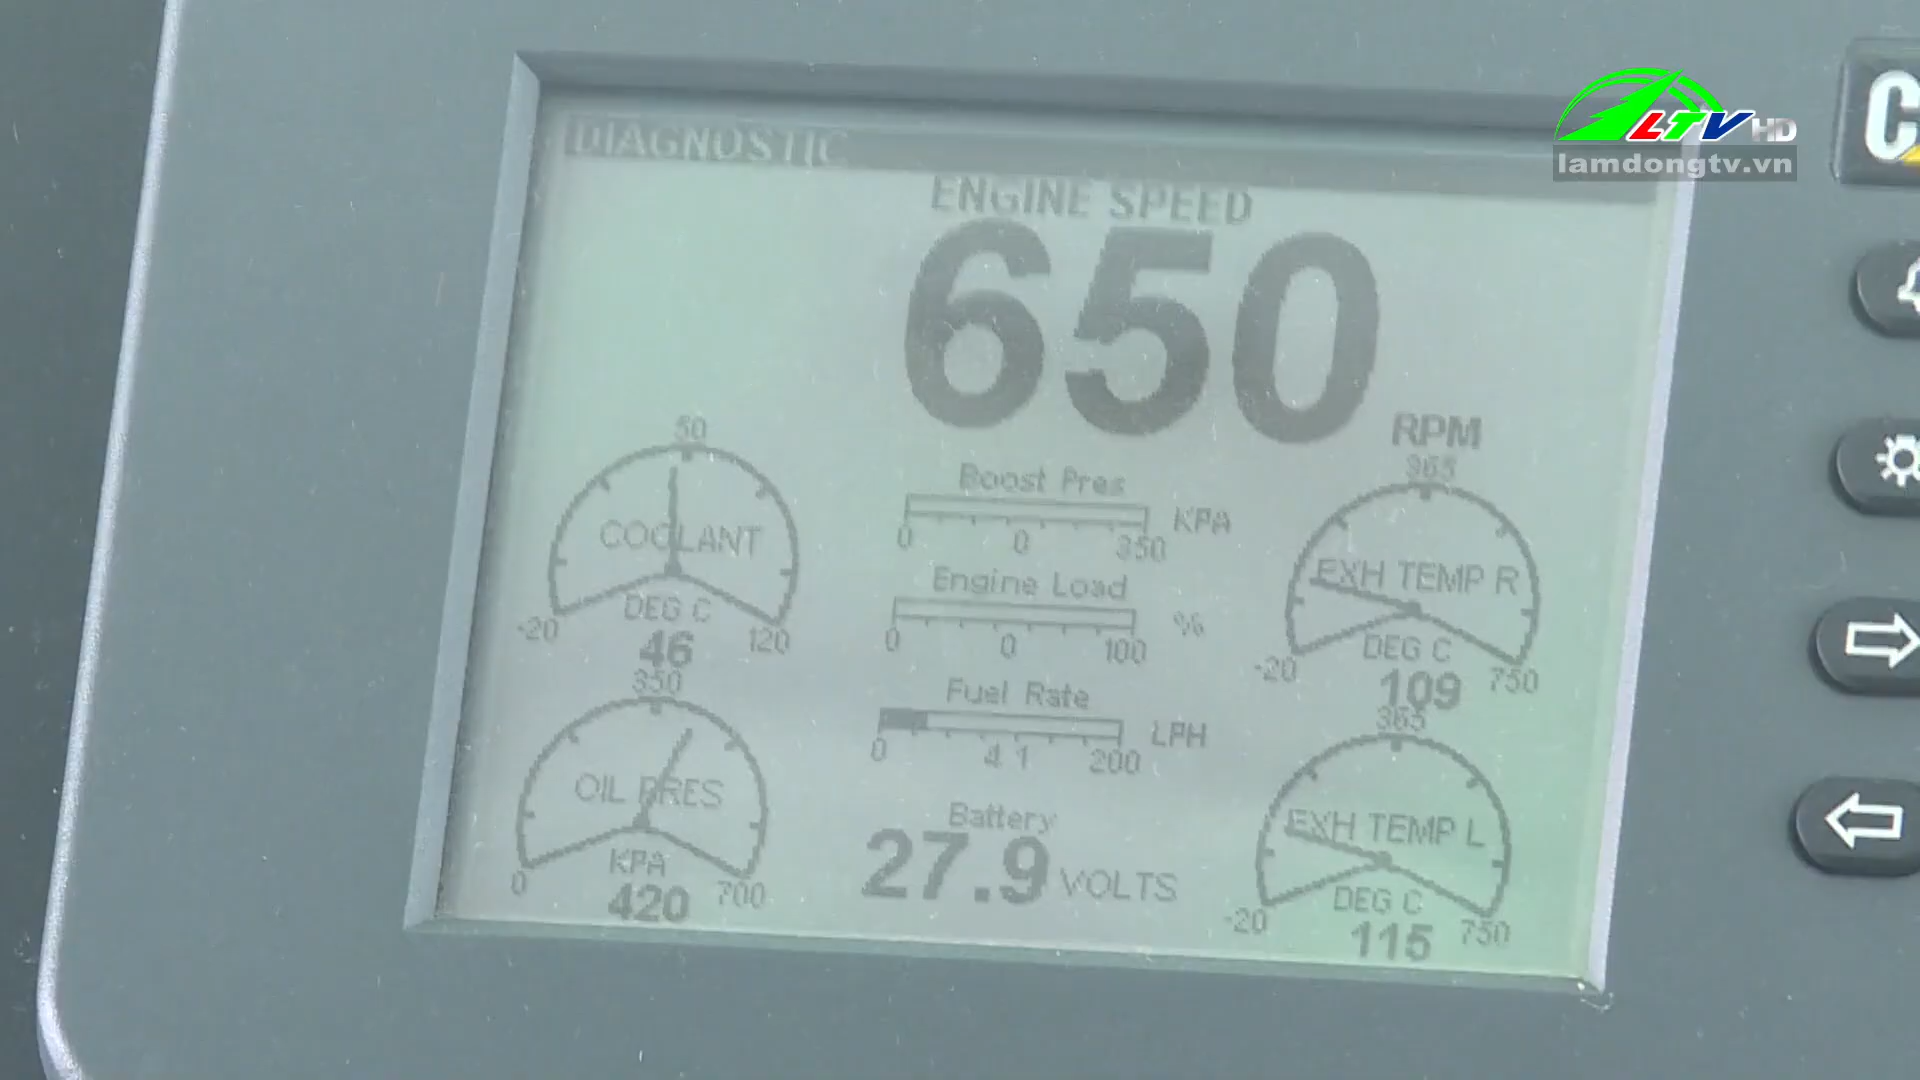 LTV HD
lamdongtv.vn
DIAGNOSTIC
ENGINE SPEED
650
RPM
50
COOLANT
DEG C
-20 120
46
Boost Pres
KPA
0 0 350
365
EXH TEMP R
DEG C
-20 750
109
Engine Load
%
0 0 100
350
OIL PRES
KPA
0 700
420
Fuel Rate
LPH
0 41 200
365
EXH TEMP L
DEG C
-20 750
115
Battery
27.9 VOLTS